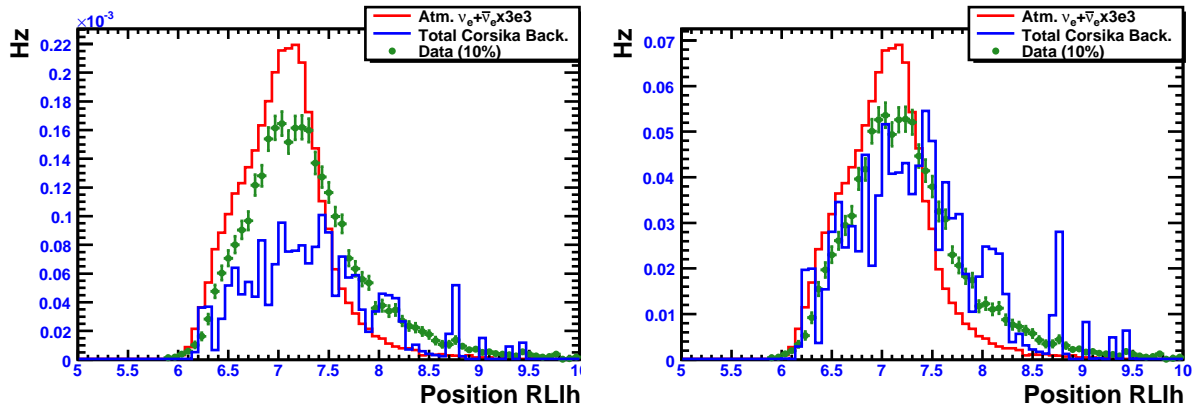 ×10⁻³
Hz
0.22
0.2
0.18
0.16
0.14
0.12
0.1
0.08
0.06
0.04
0.02
0
5 5.5 6 6.5 7 7.5 8 8.5 9 9.5 10
Position RLlh
Atm. νₑ+ν̅ₑx3e3
Total Corsika Back.
Data (10%)
Hz
0.07
0.06
0.05
0.04
0.03
0.02
0.01
0
5 5.5 6 6.5 7 7.5 8 8.5 9 9.5 10
Position RLlh
Atm. νₑ+ν̅ₑx3e3
Total Corsika Back.
Data (10%)